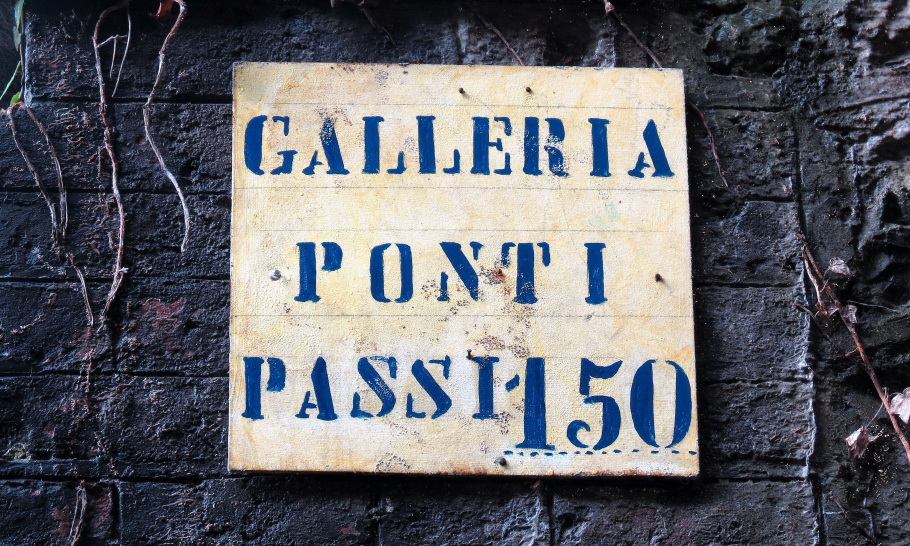 GALLERIA
PONTI
PASSI 150